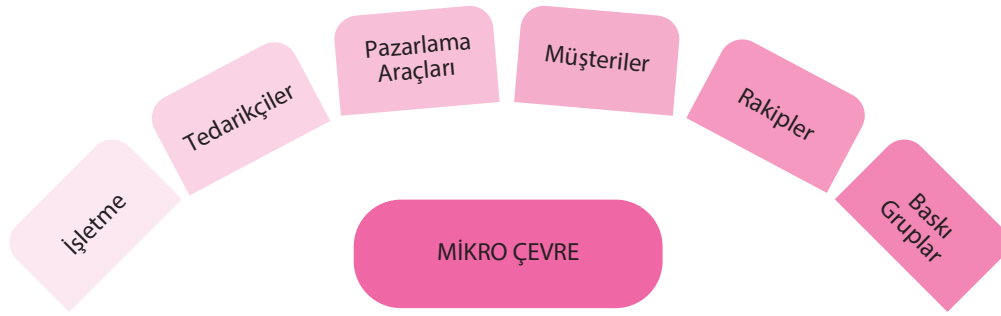 İşletme
Tedarikçiler
Pazarlama
Araçları
Müşteriler
Rakipler
Baskı
Gruplar
MİKRO ÇEVRE